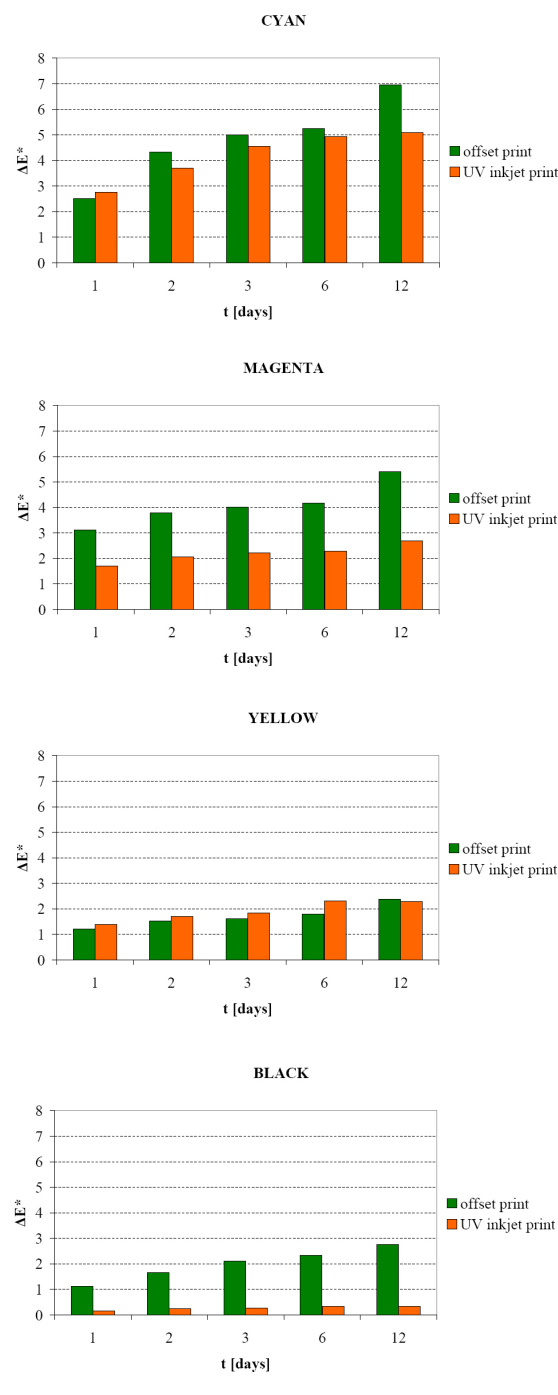 CYAN
8
7
6
5
4
3
2
1
0
ΔE*
1 2 3 6 12
t [days]
offset print
UV inkjet print
MAGENTA
8
7
6
5
4
3
2
1
0
ΔE*
1 2 3 6 12
t [days]
offset print
UV inkjet print
YELLOW
8
7
6
5
4
3
2
1
0
ΔE*
1 2 3 6 12
t [days]
offset print
UV inkjet print
BLACK
8
7
6
5
4
3
2
1
0
ΔE*
1 2 3 6 12
t [days]
offset print
UV inkjet print